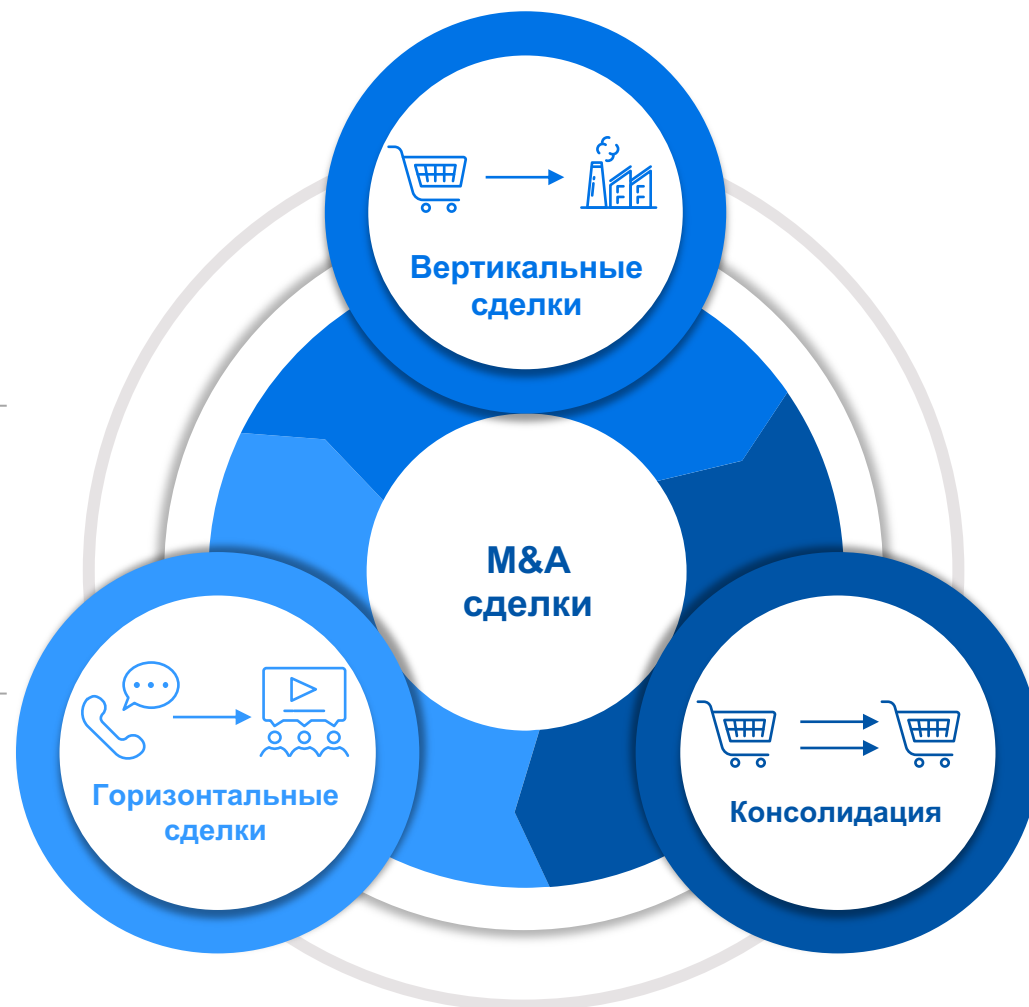 Вертикальные
сделки
M&A
сделки
Горизонтальные
сделки
Консолидация